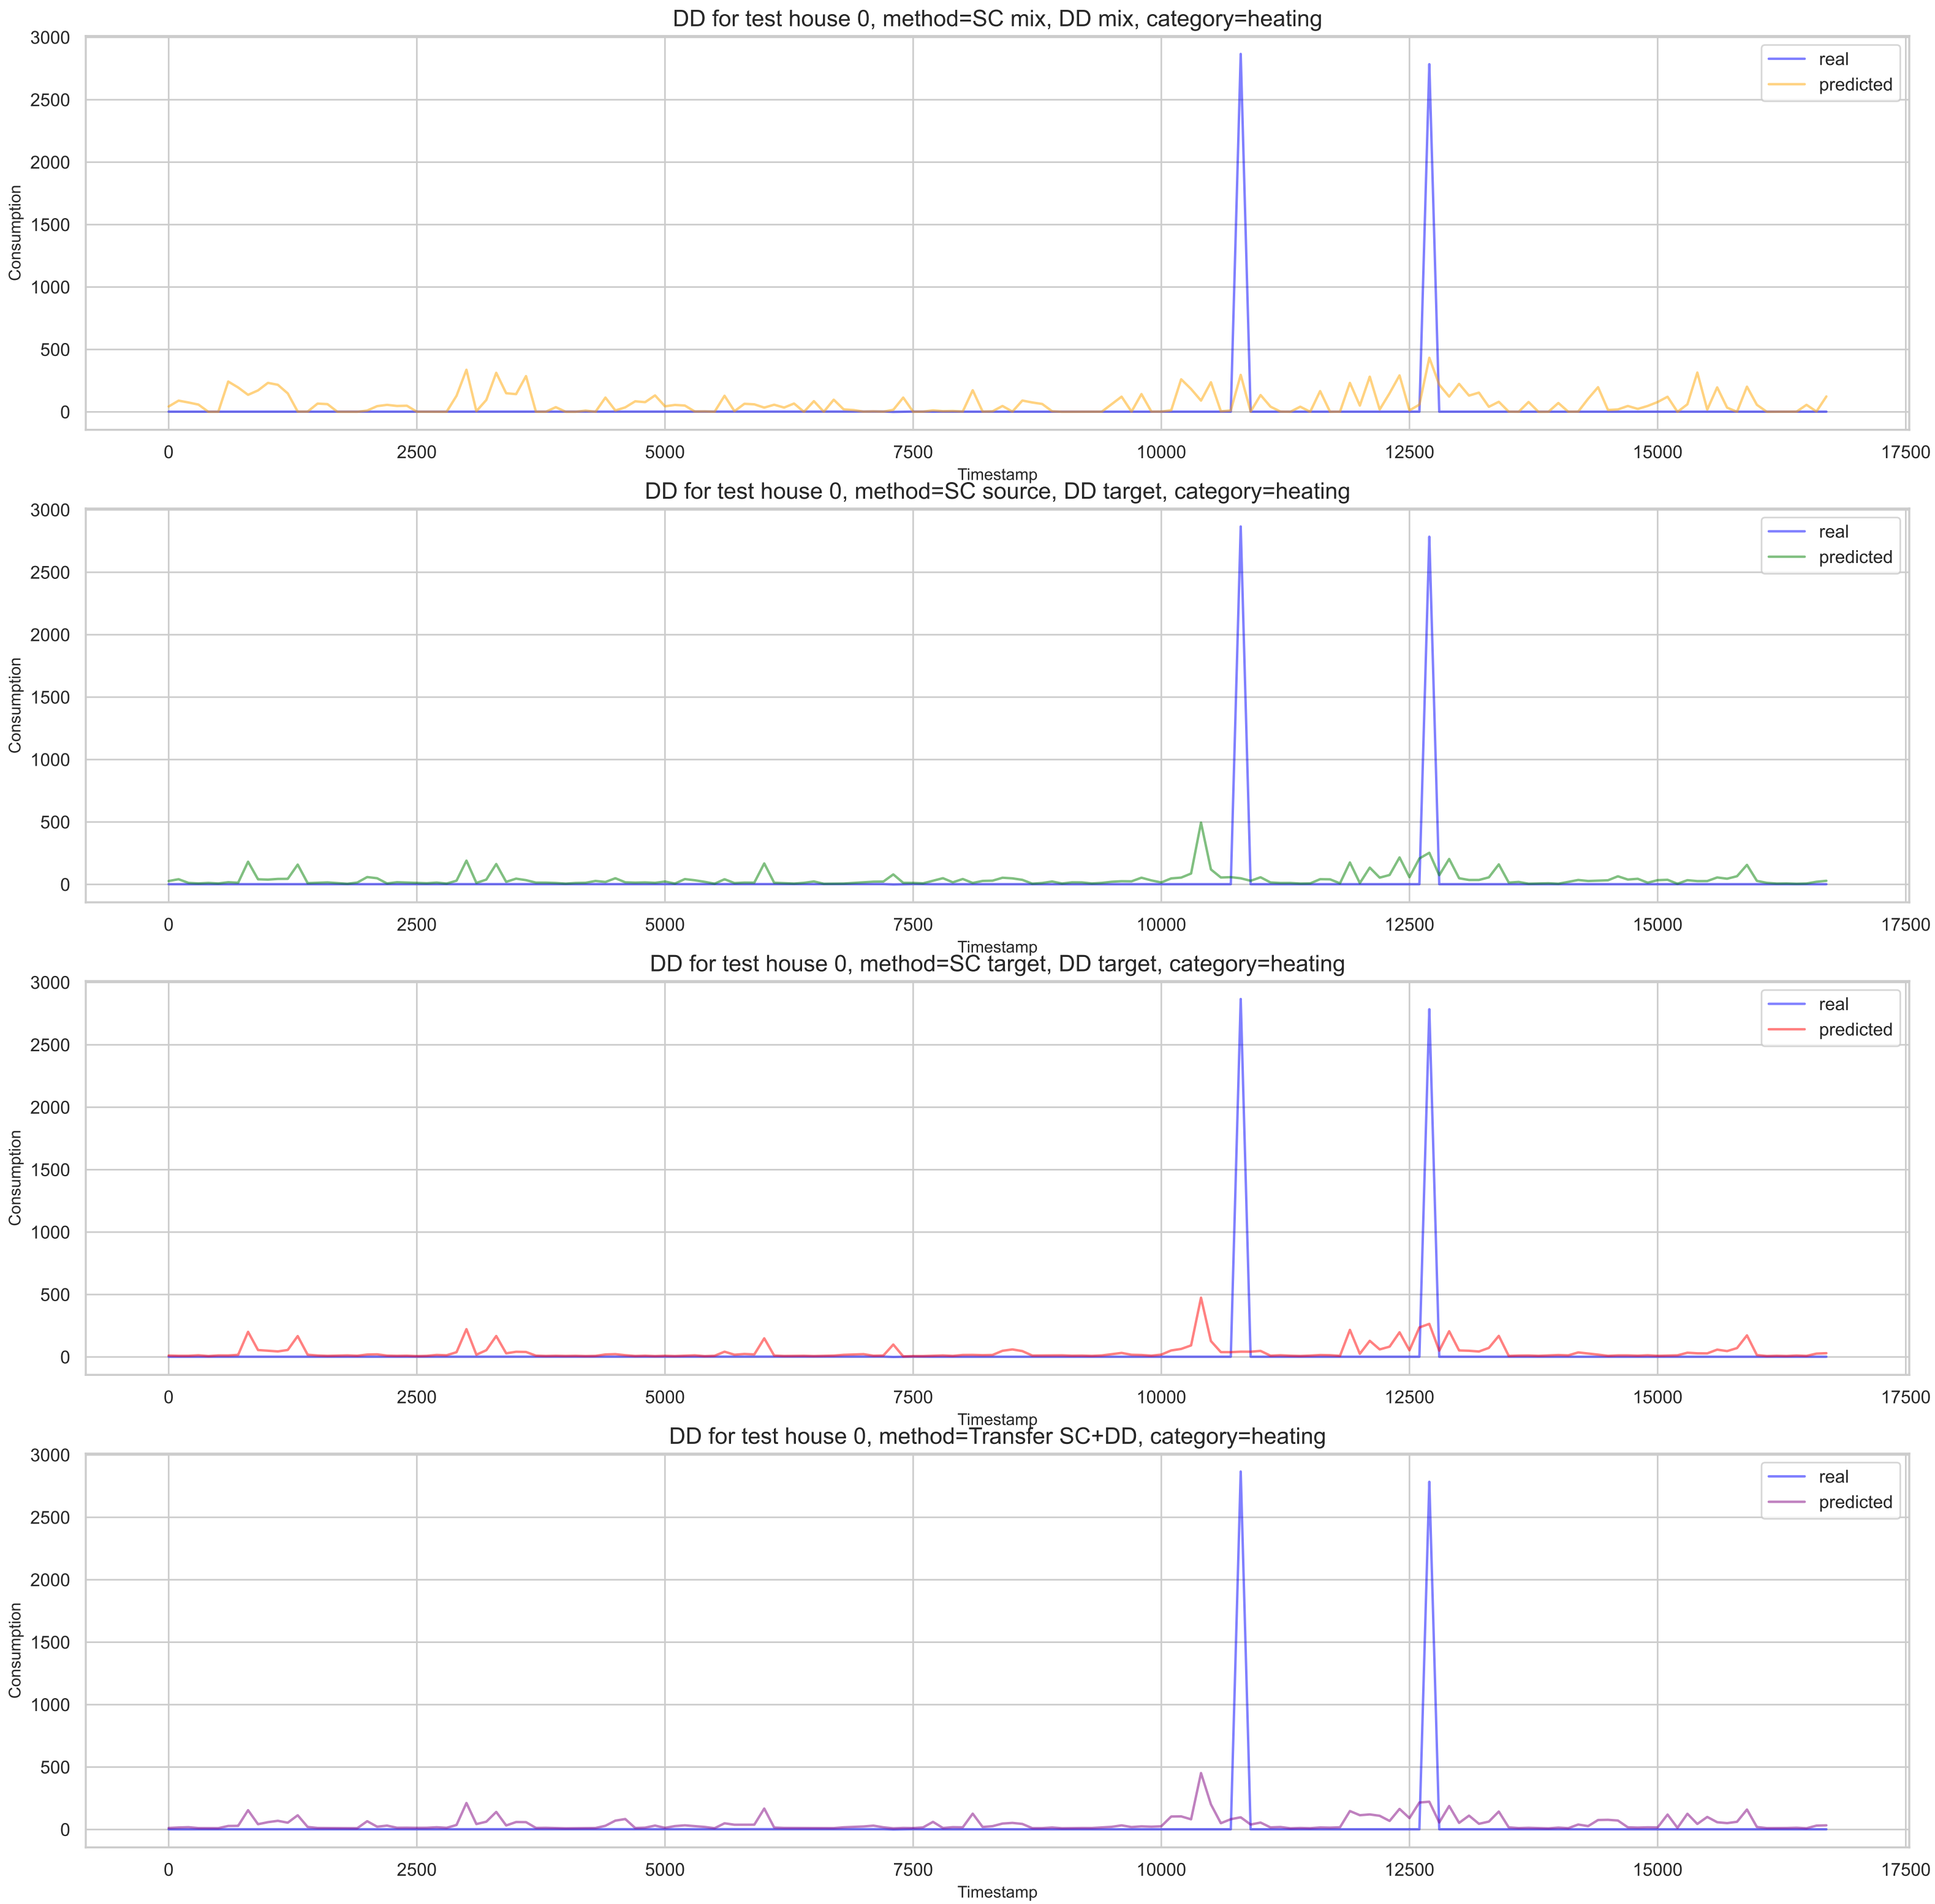 DD for test house 0, method=SC mix, DD mix, category=heating
3000
2500
2000
1500
1000
500
0
Consumption
real
predicted
0 2500 5000 7500 10000 12500 15000 17500
Timestamp
DD for test house 0, method=SC source, DD target, category=heating
3000
2500
2000
1500
1000
500
0
Consumption
real
predicted
0 2500 5000 7500 10000 12500 15000 17500
Timestamp
DD for test house 0, method=SC target, DD target, category=heating
3000
2500
2000
1500
1000
500
0
Consumption
real
predicted
0 2500 5000 7500 10000 12500 15000 17500
Timestamp
DD for test house 0, method=Transfer SC+DD, category=heating
3000
2500
2000
1500
1000
500
0
Consumption
real
predicted
0 2500 5000 7500 10000 12500 15000 17500
Timestamp